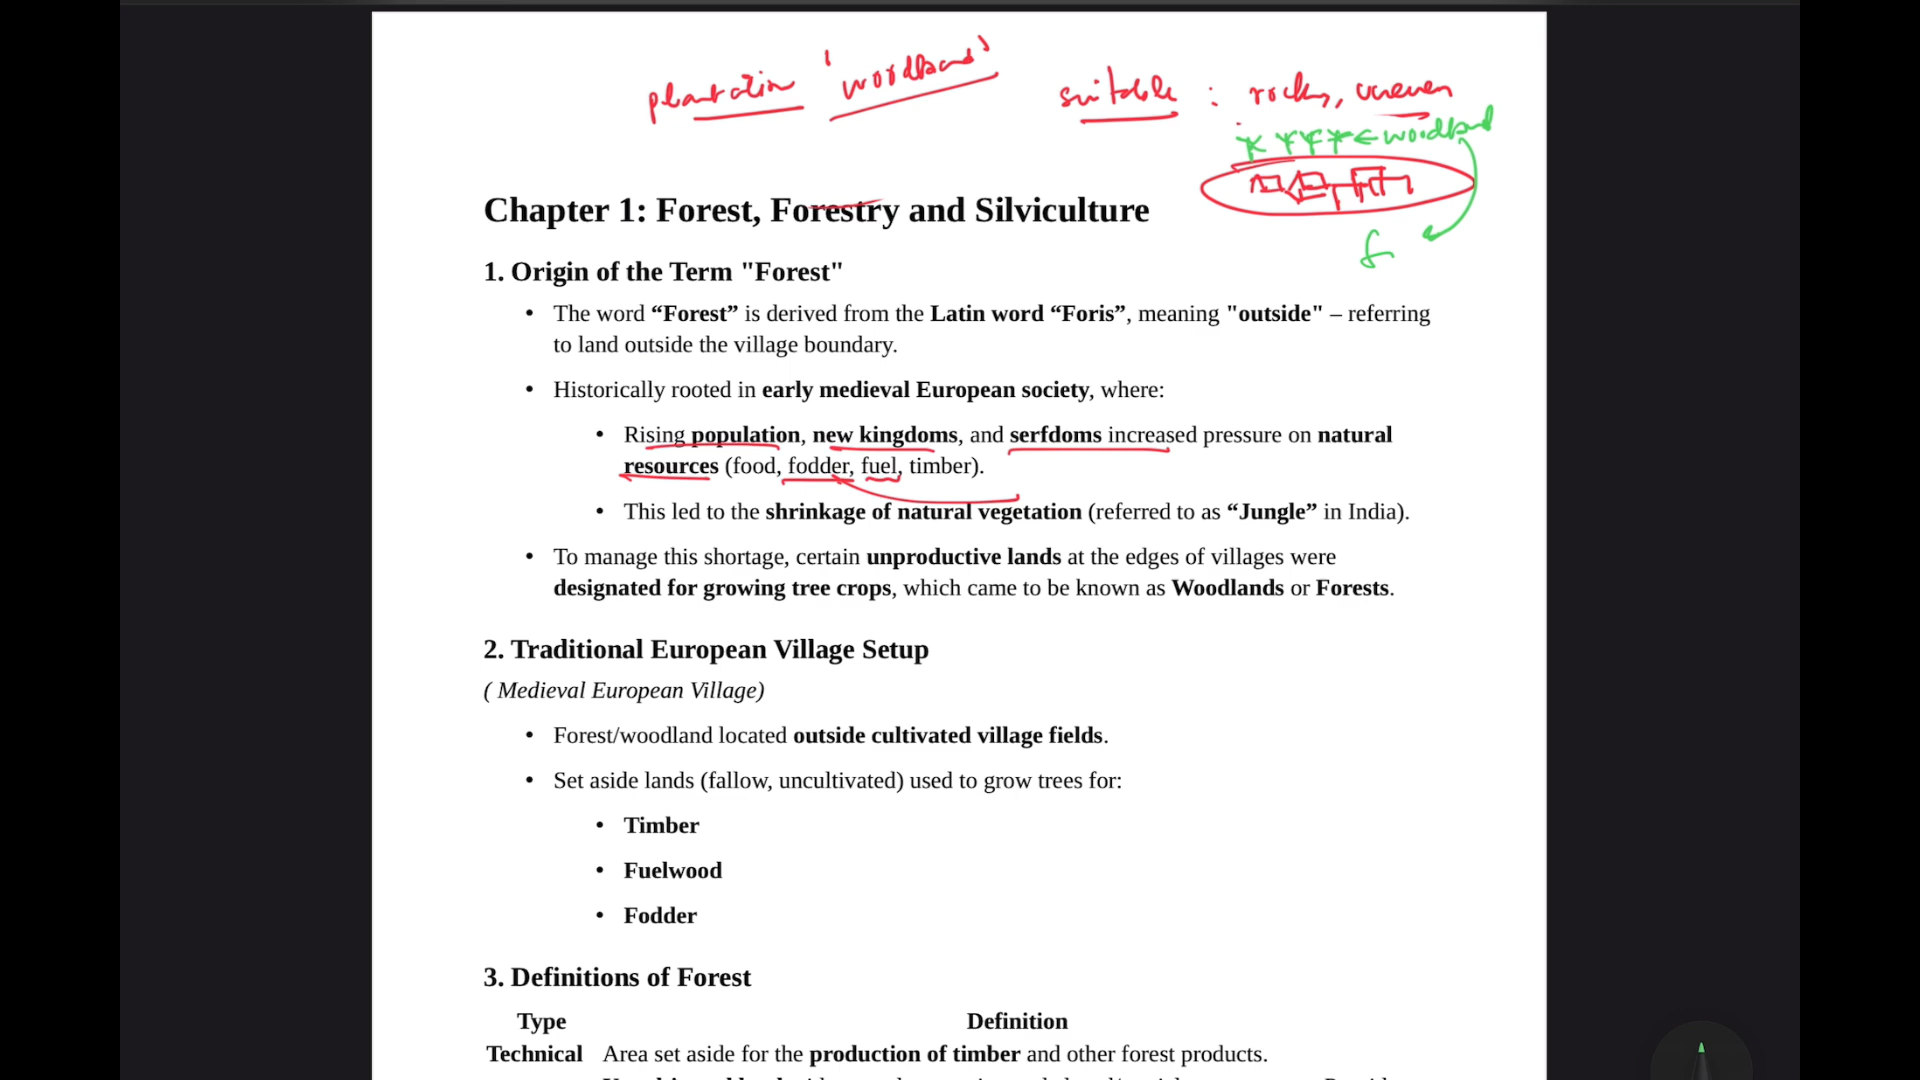 plantation 'woodland' suitable : rocky, uneven
← woodland
Chapter 1: Forest, Forestry and Silviculture
f
1. Origin of the Term "Forest"
• The word “Forest” is derived from the Latin word “Foris”, meaning "outside" – referring
to land outside the village boundary.
• Historically rooted in early medieval European society, where:
• Rising population, new kingdoms, and serfdoms increased pressure on natural
resources (food, fodder, fuel, timber).
• This led to the shrinkage of natural vegetation (referred to as “Jungle” in India).
• To manage this shortage, certain unproductive lands at the edges of villages were
designated for growing tree crops, which came to be known as Woodlands or Forests.
2. Traditional European Village Setup
( Medieval European Village)
• Forest/woodland located outside cultivated village fields.
• Set aside lands (fallow, uncultivated) used to grow trees for:
• Timber
• Fuelwood
• Fodder
3. Definitions of Forest
Type Definition
Technical Area set aside for the production of timber and other forest products.